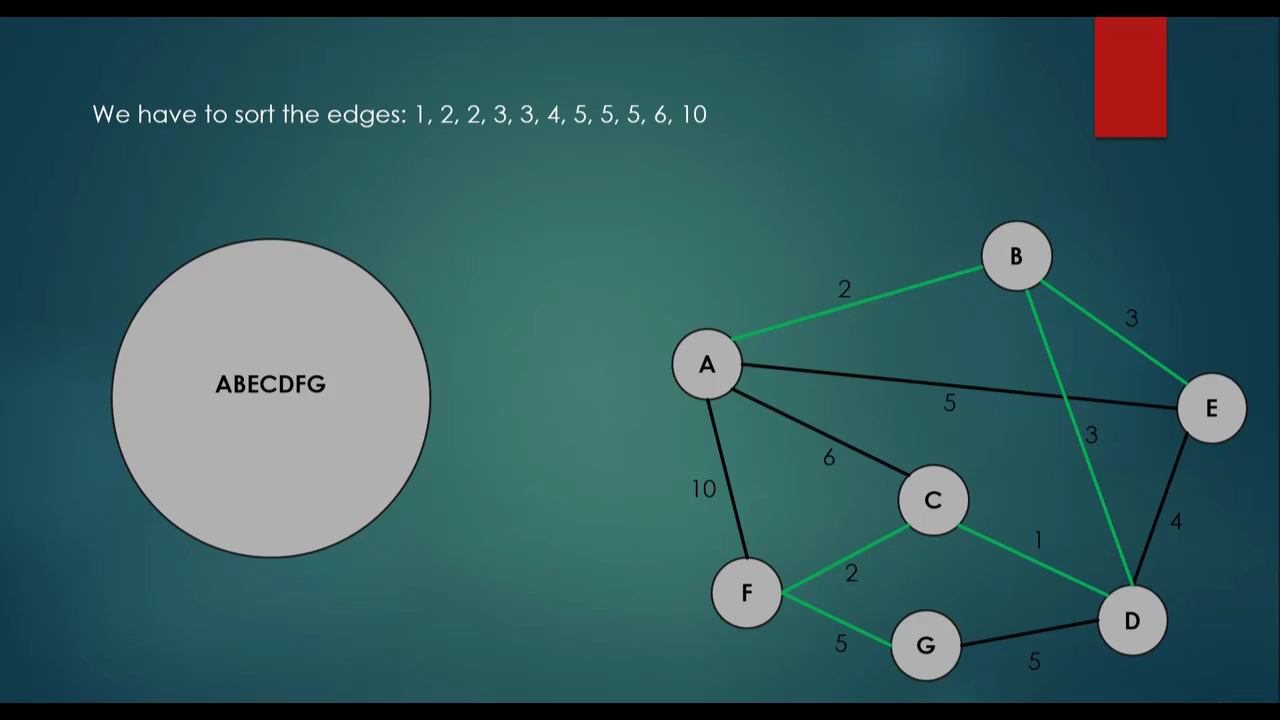 We have to sort the edges: 1, 2, 2, 3, 3, 4, 5, 5, 5, 6, 10
B
2
3
A
ABECDFG
5
E
3
6
10
C
4
1
2
F
D
5
G
5